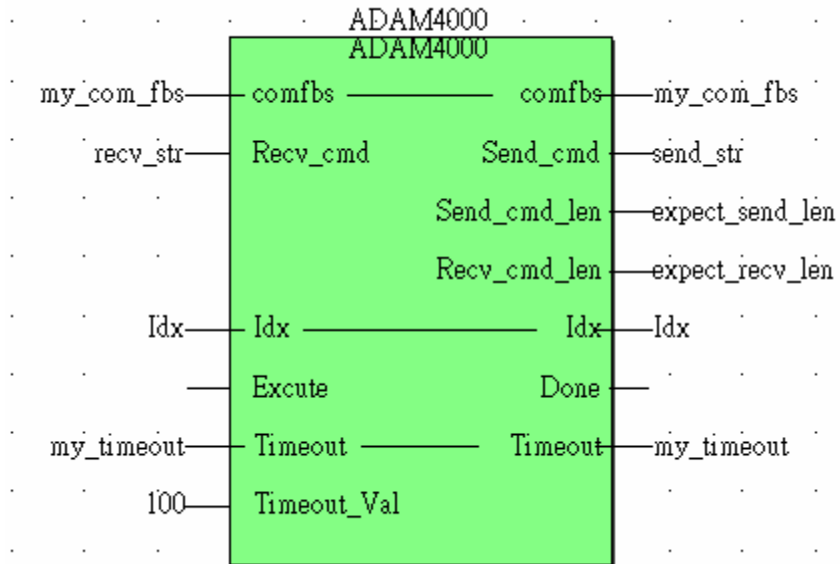 ADAM4000
ADAM4000
my_com_fbs comfbs comfbs my_com_fbs
recv_str Recv_cmd Send_cmd send_str
Send_cmd_len expect_send_len
Recv_cmd_len expect_recv_len
Idx Idx Idx Idx
Excute Done
my_timeout Timeout Timeout my_timeout
100 Timeout_Val